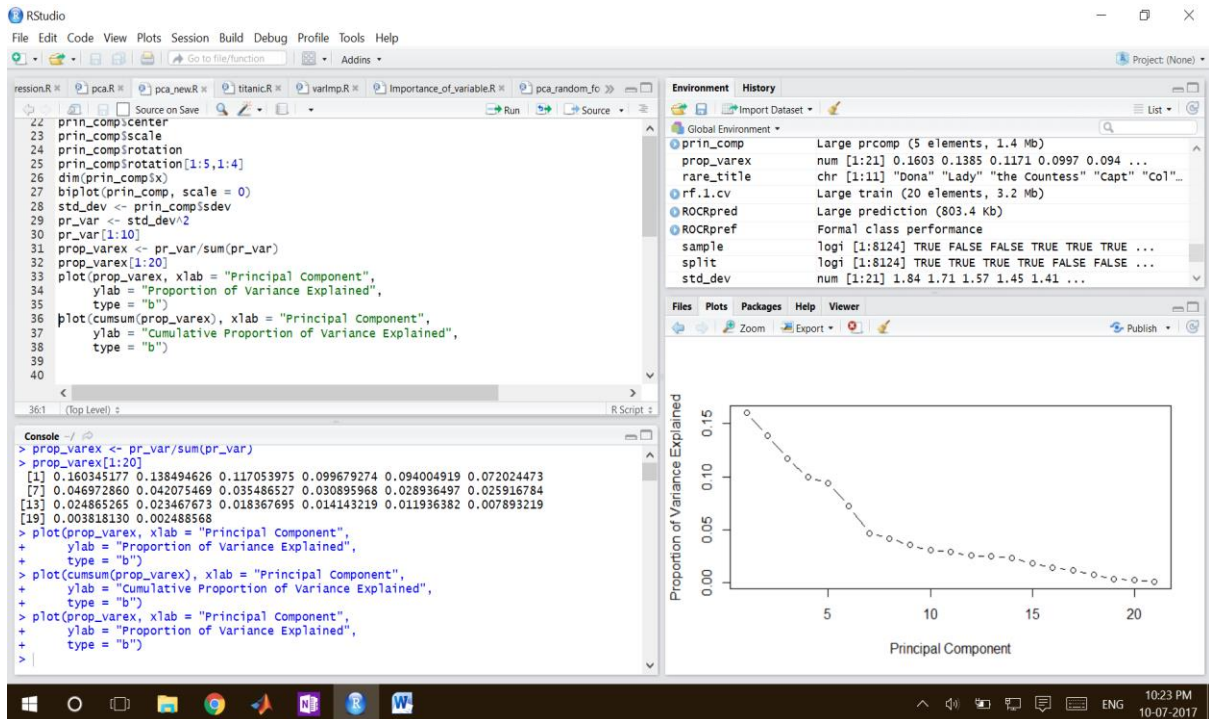 RStudio
File Edit Code View Plots Session Build Debug Profile Tools Help
Go to file/function Addins
Project: (None)
ression.R pca.R pca_new.R titanic.R varImp.R Importance_of_variable.R pca_random_fo
Source on Save Run Source
22 prin_comp$center
23 prin_comp$scale
24 prin_comp$rotation
25 prin_comp$rotation[1:5,1:4]
26 dim(prin_comp$x)
27 biplot(prin_comp, scale = 0)
28 std_dev <- prin_comp$sdev
29 pr_var <- std_dev^2
30 pr_var[1:10]
31 prop_varex <- pr_var/sum(pr_var)
32 prop_varex[1:20]
33 plot(prop_varex, xlab = "Principal Component",
34 ylab = "Proportion of Variance Explained",
35 type = "b")
36 plot(cumsum(prop_varex), xlab = "Principal Component",
37 ylab = "Cumulative Proportion of Variance Explained",
38 type = "b")
39
40
36:1 (Top Level) R Script
Console ~/
> prop_varex <- pr_var/sum(pr_var)
> prop_varex[1:20]
[1] 0.160345177 0.138494626 0.117053975 0.099679274 0.094004919 0.072024473
[7] 0.046972860 0.042075469 0.035486527 0.030895968 0.028936497 0.025916784
[13] 0.024865265 0.023467673 0.018367695 0.014143219 0.011936382 0.007893219
[19] 0.003818130 0.002488568
> plot(prop_varex, xlab = "Principal Component",
+ ylab = "Proportion of Variance Explained",
+ type = "b")
> plot(cumsum(prop_varex), xlab = "Principal Component",
+ ylab = "Cumulative Proportion of Variance Explained",
+ type = "b")
> plot(prop_varex, xlab = "Principal Component",
+ ylab = "Proportion of Variance Explained",
+ type = "b")
>
Environment History
Import Dataset List
Global Environment
prin_comp Large prcomp (5 elements, 1.4 Mb)
prop_varex num [1:21] 0.1603 0.1385 0.1171 0.0997 0.094 ...
rare_title chr [1:11] "Dona" "Lady" "the Countess" "Capt" "Col"…
rf.1.cv Large train (20 elements, 3.2 Mb)
ROCRpred Large prediction (803.4 Kb)
ROCRpref Formal class performance
sample logi [1:8124] TRUE FALSE FALSE TRUE TRUE TRUE ...
split logi [1:8124] TRUE TRUE TRUE TRUE FALSE FALSE ...
std_dev num [1:21] 1.84 1.71 1.57 1.45 1.41 ...
Files Plots Packages Help Viewer
Zoom Export Publish
Proportion of Variance Explained
0.15
0.10
0.05
0.00
5 10 15 20
Principal Component
ENG
10:23 PM
10-07-2017